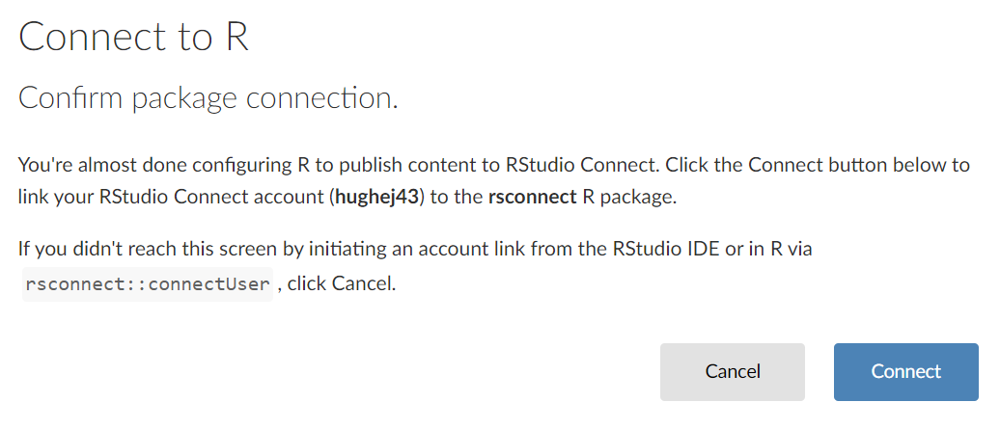 Connect to R
Confirm package connection.
You're almost done configuring R to publish content to RStudio Connect. Click the Connect button below to
link your RStudio Connect account (hughej43) to the rsconnect R package.
If you didn't reach this screen by initiating an account link from the RStudio IDE or in R via
rsconnect::connectUser , click Cancel.
Cancel Connect